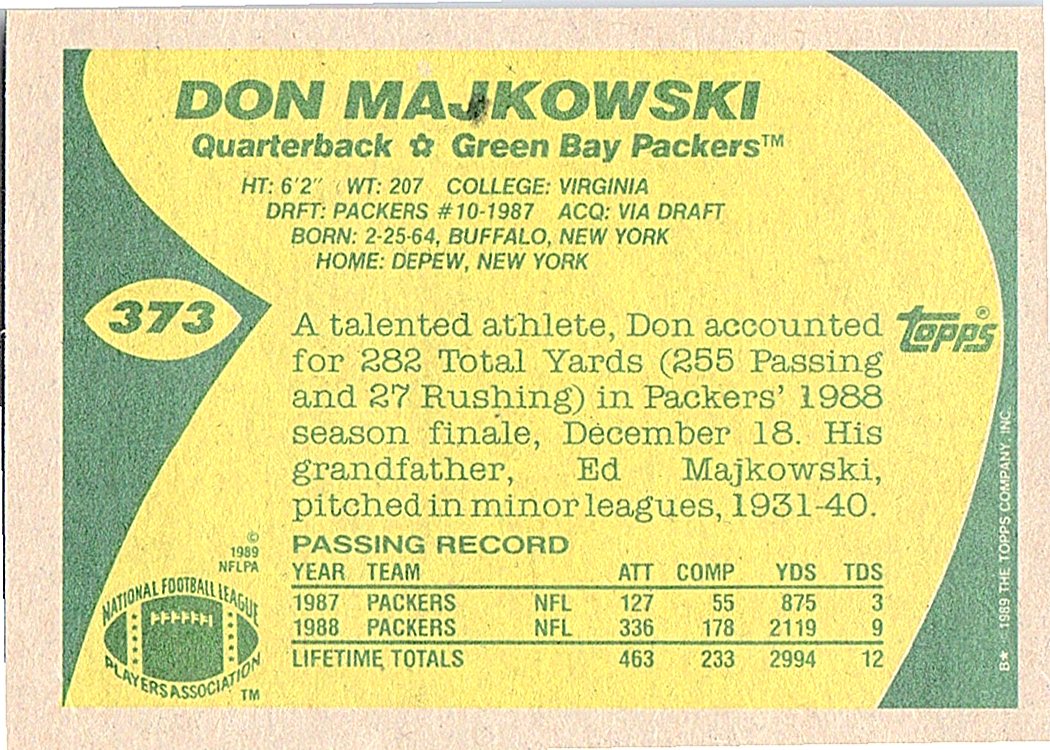 DON MAJKOWSKI
Quarterback ✿ Green Bay Packers™
HT: 6'2" WT: 207 COLLEGE: VIRGINIA
DRFT: PACKERS #10-1987 ACQ: VIA DRAFT
BORN: 2-25-64, BUFFALO, NEW YORK
HOME: DEPEW, NEW YORK
373
topps®
A talented athlete, Don accounted
for 282 Total Yards (255 Passing
and 27 Rushing) in Packers' 1988
season finale, December 18. His
grandfather, Ed Majkowski,
pitched in minor leagues, 1931-40.
©
1989
NFLPA
NATIONAL FOOTBALL LEAGUE
PLAYERS ASSOCIATION
TM
PASSING RECORD
YEAR TEAM ATT COMP YDS TDS
1987 PACKERS NFL 127 55 875 3
1988 PACKERS NFL 336 178 2119 9
LIFETIME TOTALS 463 233 2994 12
B★ 1989 THE TOPPS COMPANY, INC.